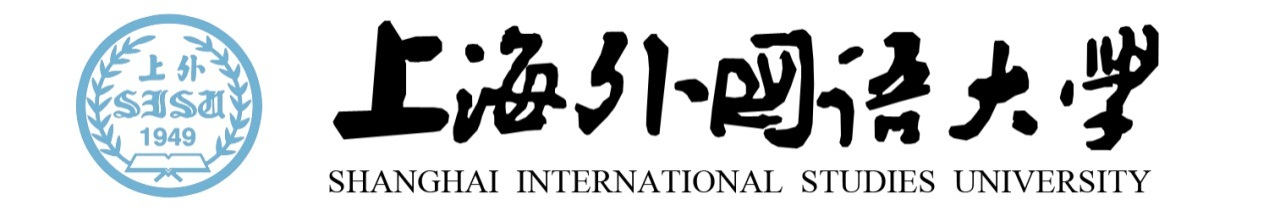 上外
SISU
1949
上海外国语大学
SHANGHAI INTERNATIONAL STUDIES UNIVERSITY